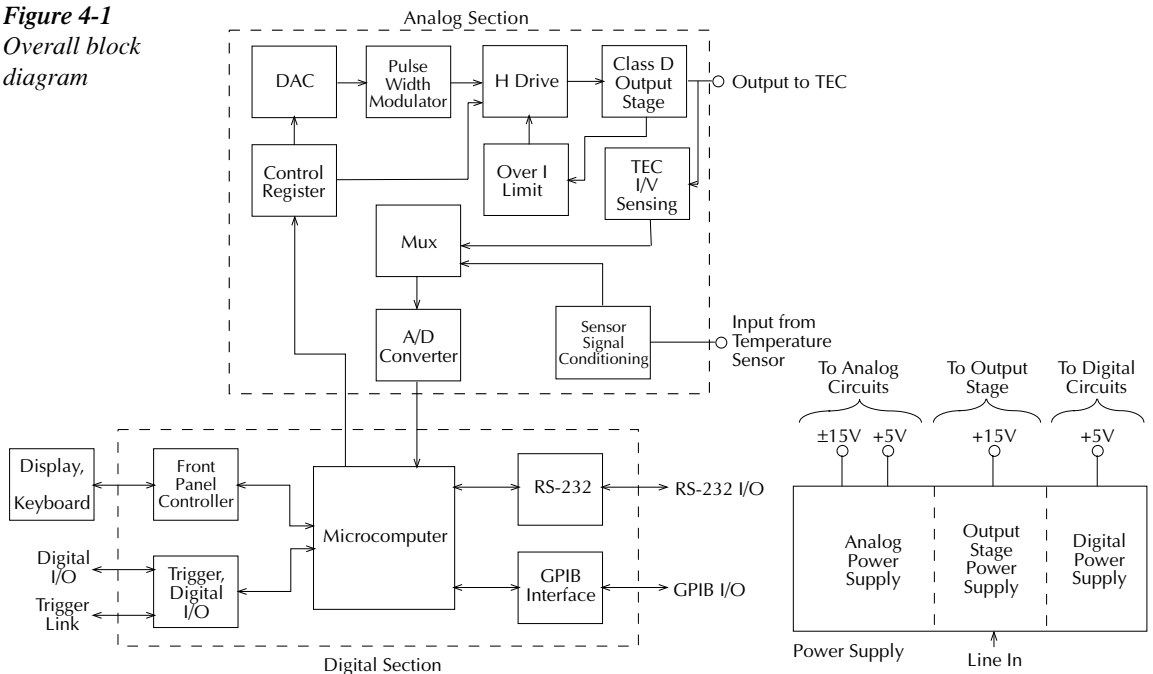 Figure 4-1
Overall block
diagram
Analog Section
DAC
Pulse
Width
Modulator
H Drive
Class D
Output
Stage
Output to TEC
Control
Register
Over I
Limit
TEC
I/V
Sensing
Mux
A/D
Converter
Sensor
Signal
Conditioning
Input from
Temperature
Sensor
Display,
Keyboard
Front
Panel
Controller
Microcomputer
RS-232
RS-232 I/O
Digital
I/O
Trigger
Link
Trigger,
Digital
I/O
GPIB
Interface
GPIB I/O
Digital Section
To Analog
Circuits
To Output
Stage
To Digital
Circuits
±15V
+5V
+15V
+5V
Analog
Power
Supply
Output
Stage
Power
Supply
Digital
Power
Supply
Power Supply
Line In